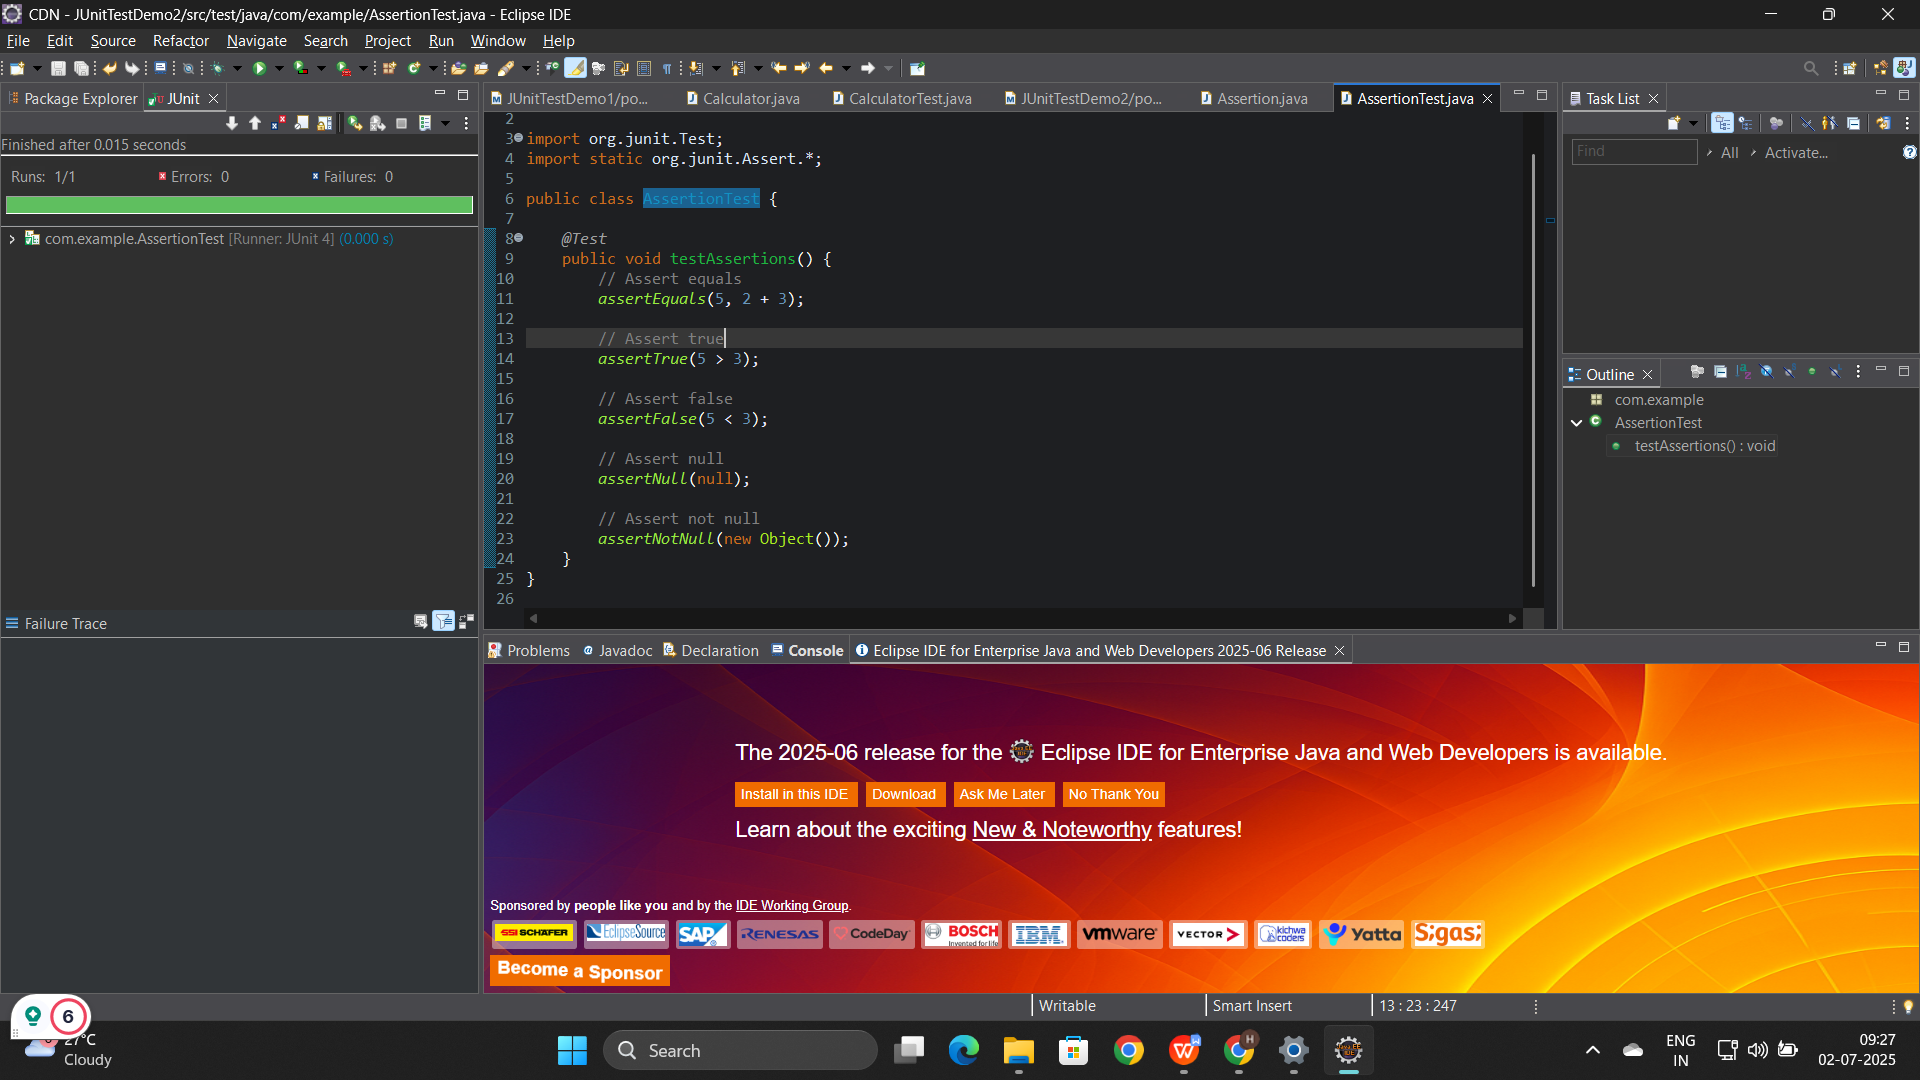 CDN - JUnitTestDemo2/src/test/java/com/example/AssertionTest.java - Eclipse IDE
File Edit Source Refactor Navigate Search Project Run Window Help
Package Explorer JUnit
Finished after 0.015 seconds
Runs: 1/1 Errors: 0 Failures: 0
com.example.AssertionTest [Runner: JUnit 4] (0.000 s)
Failure Trace
JUnitTestDemo1/po... Calculator.java CalculatorTest.java JUnitTestDemo2/po... Assertion.java AssertionTest.java
2
3 import org.junit.Test;
4 import static org.junit.Assert.*;
5
6 public class AssertionTest {
7
8 @Test
9 public void testAssertions() {
10 // Assert equals
11 assertEquals(5, 2 + 3);
12
13 // Assert true
14 assertTrue(5 > 3);
15
16 // Assert false
17 assertFalse(5 < 3);
18
19 // Assert null
20 assertNull(null);
21
22 // Assert not null
23 assertNotNull(new Object());
24 }
25 }
26
Task List
Find All Activate...
Outline
com.example
AssertionTest
testAssertions() : void
Problems Javadoc Declaration Console Eclipse IDE for Enterprise Java and Web Developers 2025-06 Release
The 2025-06 release for the Eclipse IDE for Enterprise Java and Web Developers is available.
Install in this IDE Download Ask Me Later No Thank You
Learn about the exciting New & Noteworthy features!
Sponsored by people like you and by the IDE Working Group.
SSI SCHÄFER EclipseSource SAP RENESAS CodeDay BOSCH Invented for life IBM vmware VECTOR kichwa coders Yatta Sigasi
Become a Sponsor
Writable Smart Insert 13 : 23 : 247
6
27°C
Cloudy
Search
ENG
IN
09:27
02-07-2025